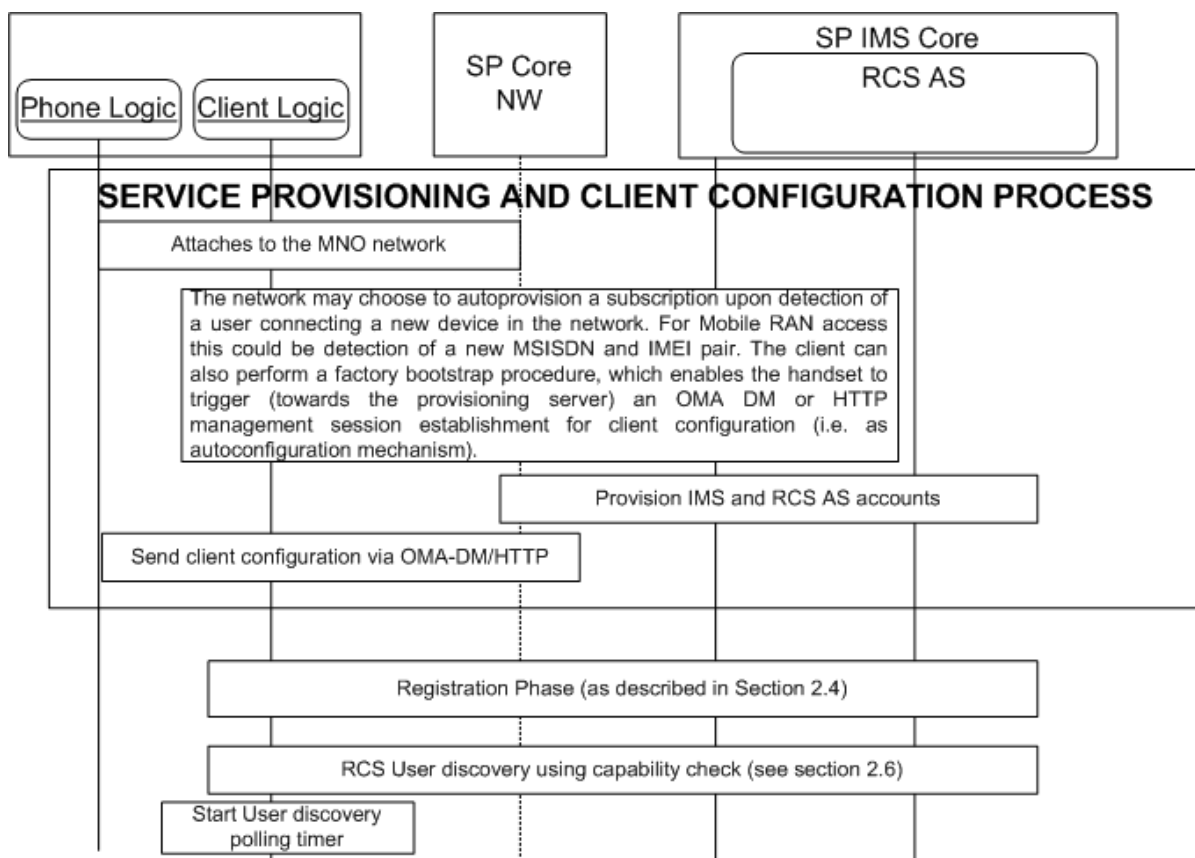 SP IMS Core
SP Core
NW
RCS AS
Phone Logic
Client Logic
SERVICE PROVISIONING AND CLIENT CONFIGURATION PROCESS
Attaches to the MNO network
The network may choose to autoprovision a subscription upon detection of
a user connecting a new device in the network. For Mobile RAN access
this could be detection of a new MSISDN and IMEI pair. The client can
also perform a factory bootstrap procedure, which enables the handset to
trigger (towards the provisioning server) an OMA DM or HTTP
management session establishment for client configuration (i.e. as
autoconfiguration mechanism).
Provision IMS and RCS AS accounts
Send client configuration via OMA-DM/HTTP
Registration Phase (as described in Section 2.4)
RCS User discovery using capability check (see section 2.6)
Start User discovery
polling timer